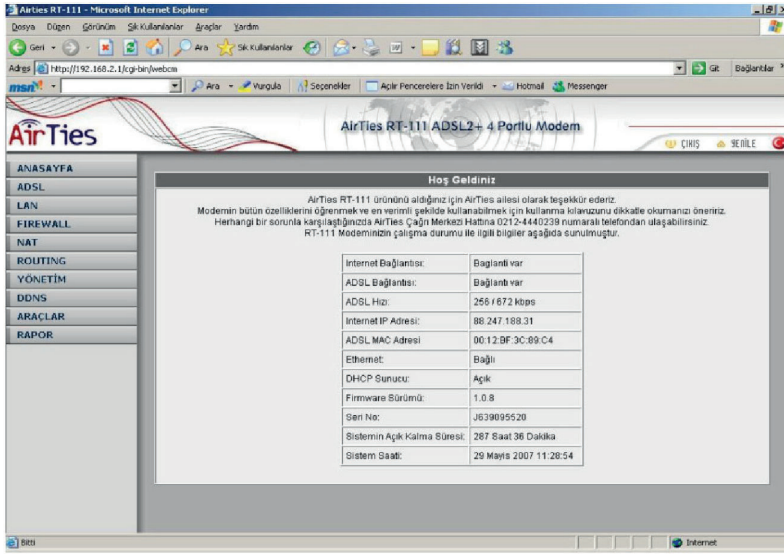 Airties RT-111 - Microsoft Internet Explorer
Dosya Düzen Görünüm Sık Kullanılanlar Araçlar Yardım
Geri Ara Sık Kullanılanlar
Adres http://192.168.2.1/cgi-bin/webcm Git Bağlantılar
msn Ara Vurgula Seçenekler Açılır Pencerelere İzin Verildi Hotmail Messenger
AirTies
AirTies RT-111 ADSL2+ 4 Portlu Modem
ÇIKIŞ YENİLE
ANASAYFA
ADSL
LAN
FIREWALL
NAT
ROUTING
YÖNETİM
DDNS
ARAÇLAR
RAPOR
Hoş Geldiniz
AirTies RT-111 ürününü aldığınız için AirTies ailesi olarak teşekkür ederiz.
Modemin bütün özelliklerini öğrenmek ve en verimli şekilde kullanabilmek için kullanma kılavuzunu dikkatle okumanızı öneririz.
Herhangi bir sorunla karşılaştığınızda AirTies Çağrı Merkezi Hattına 0212-4440239 numaralı telefondan ulaşabilirsiniz.
RT-111 Modeminizin çalışma durumu ile ilgili bilgiler aşağıda sunulmuştur.
İnternet Bağlantısı: Baglanti var
ADSL Bağlantısı: Bağlantı var
ADSL Hızı: 256 / 672 kbps
Internet IP Adresi: 88.247.188.31
ADSL MAC Adresi 00:12:BF:3C:89:C4
Ethernet: Bağlı
DHCP Sunucu: Açık
Firmware Sürümü: 1.0.8
Seri No: J639095520
Sistemin Açık Kalma Süresi: 287 Saat 36 Dakika
Sistem Saati: 29 Mayis 2007 11:28:54
Bitti Internet